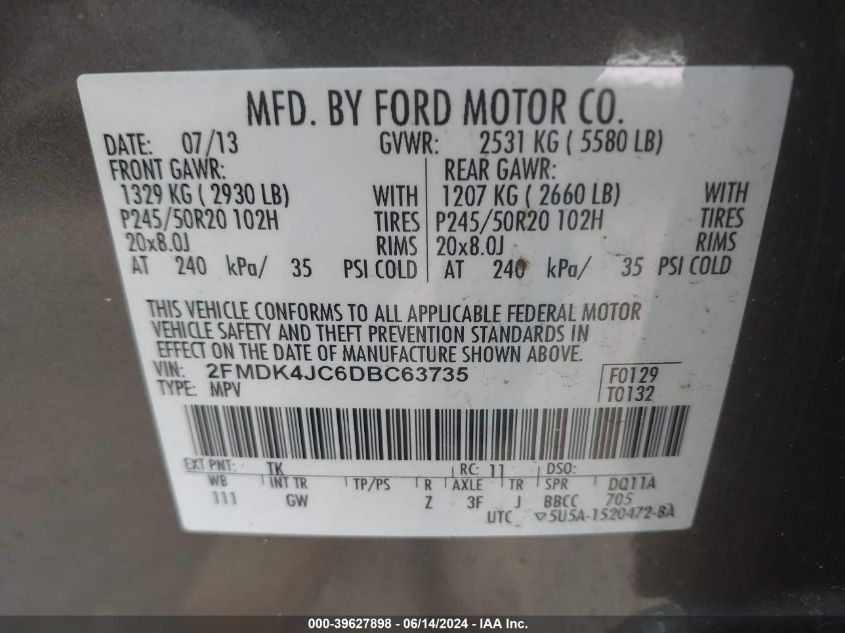 MFD. BY FORD MOTOR CO.
DATE: 07/13 GVWR: 2531 KG ( 5580 LB)
FRONT GAWR: REAR GAWR:
1329 KG ( 2930 LB) WITH 1207 KG ( 2660 LB) WITH
P245/50R20 102H TIRES P245/50R20 102H TIRES
20x8.0J RIMS 20x8.0J RIMS
AT 240 kPa/ 35 PSI COLD AT 240 kPa/ 35 PSI COLD
THIS VEHICLE CONFORMS TO ALL APPLICABLE FEDERAL MOTOR
VEHICLE SAFETY AND THEFT PREVENTION STANDARDS IN
EFFECT ON THE DATE OF MANUFACTURE SHOWN ABOVE.
VIN: 2FMDK4JC6DBC63735 F0129
TYPE: MPV T0132
EXT PNT: TK RC: 11 DSO:
WB INT TR TP/PS R AXLE TR SPR DQ11A
111 GW Z 3F J BBCC 705
UTC ▽5U5A-1520472-BA
000-39627898 - 06/14/2024 - IAA Inc.